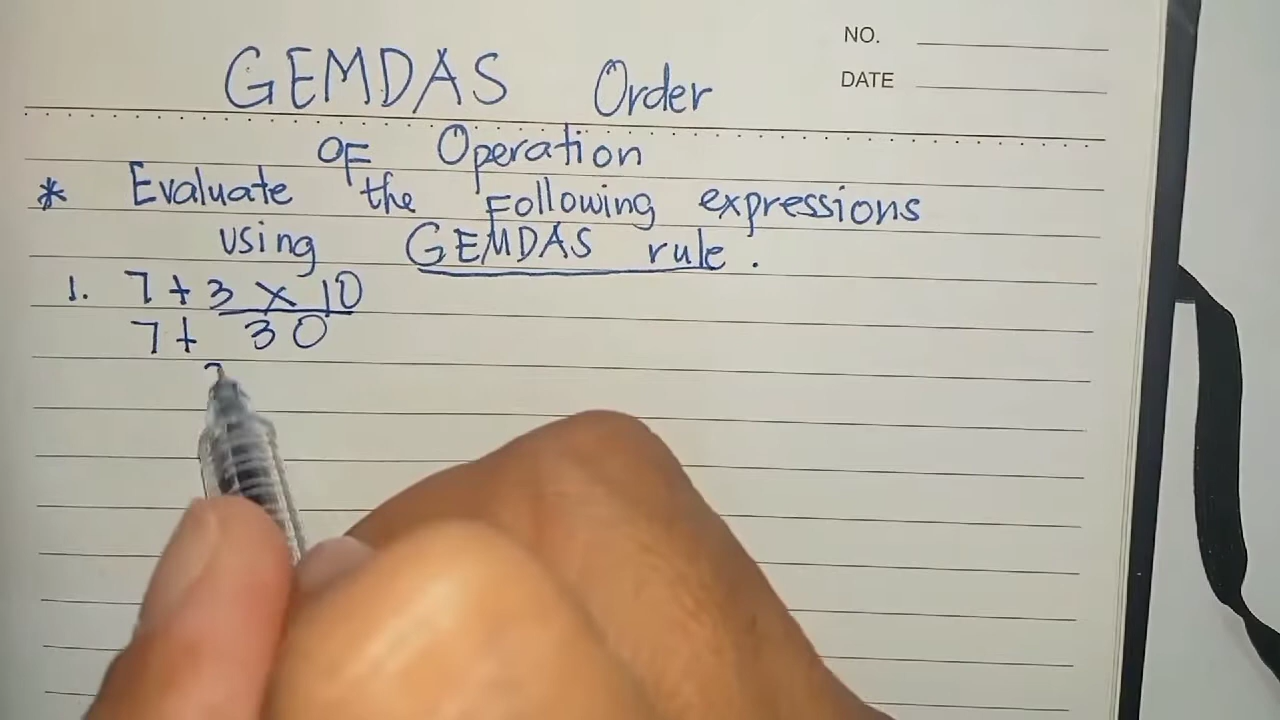 NO.
DATE
GEMDAS Order
OF Operation
* Evaluate the Following expressions
using GEMDAS rule.
1. 7 + 3 × 10
7 + 30